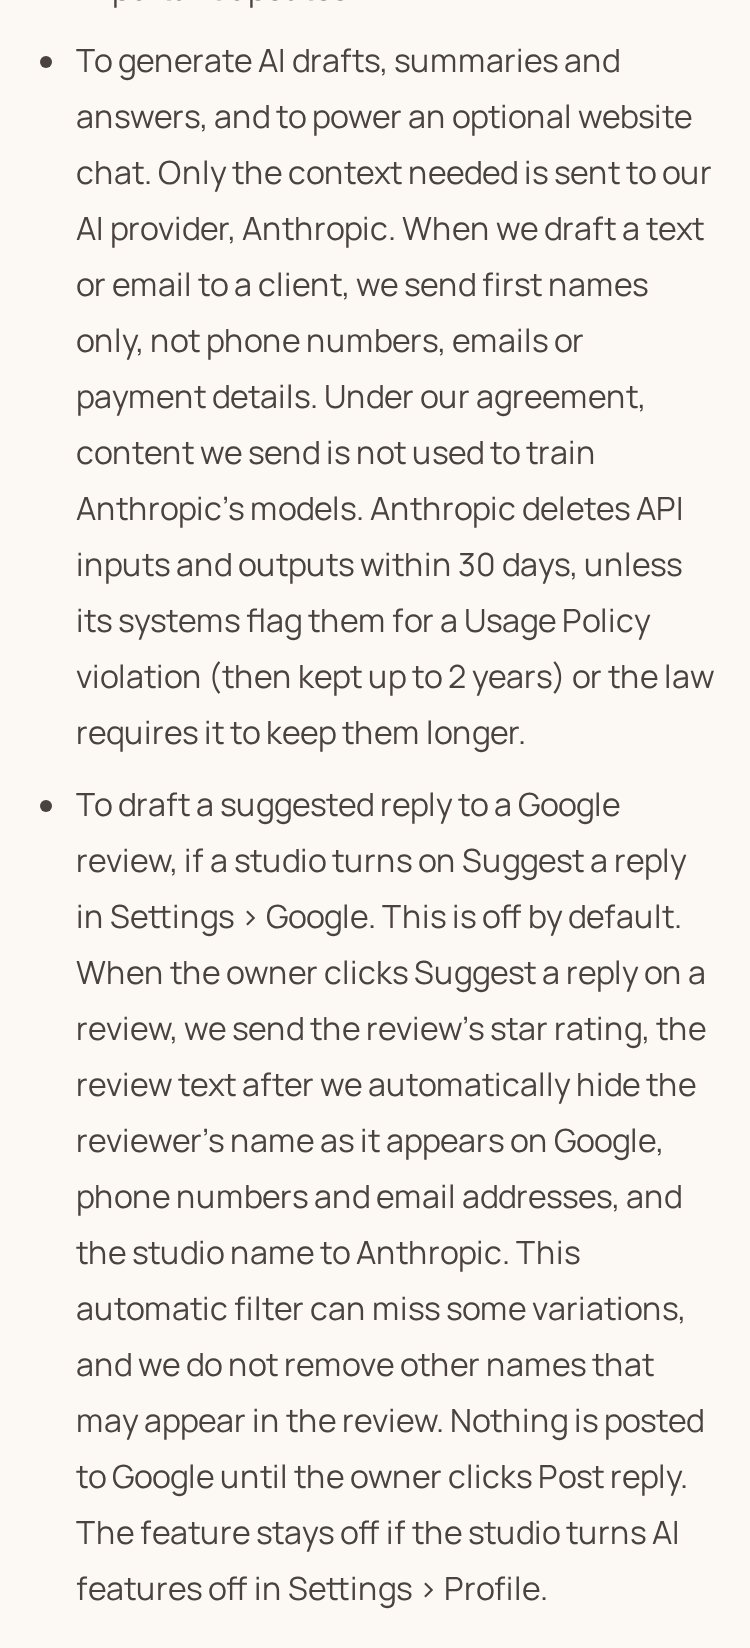 To generate AI drafts, summaries and
answers, and to power an optional website
chat. Only the context needed is sent to our
AI provider, Anthropic. When we draft a text
or email to a client, we send first names
only, not phone numbers, emails or
payment details. Under our agreement,
content we send is not used to train
Anthropic’s models. Anthropic deletes API
inputs and outputs within 30 days, unless
its systems flag them for a Usage Policy
violation (then kept up to 2 years) or the law
requires it to keep them longer.
To draft a suggested reply to a Google
review, if a studio turns on Suggest a reply
in Settings > Google. This is off by default.
When the owner clicks Suggest a reply on a
review, we send the review’s star rating, the
review text after we automatically hide the
reviewer’s name as it appears on Google,
phone numbers and email addresses, and
the studio name to Anthropic. This
automatic filter can miss some variations,
and we do not remove other names that
may appear in the review. Nothing is posted
to Google until the owner clicks Post reply.
The feature stays off if the studio turns AI
features off in Settings > Profile.